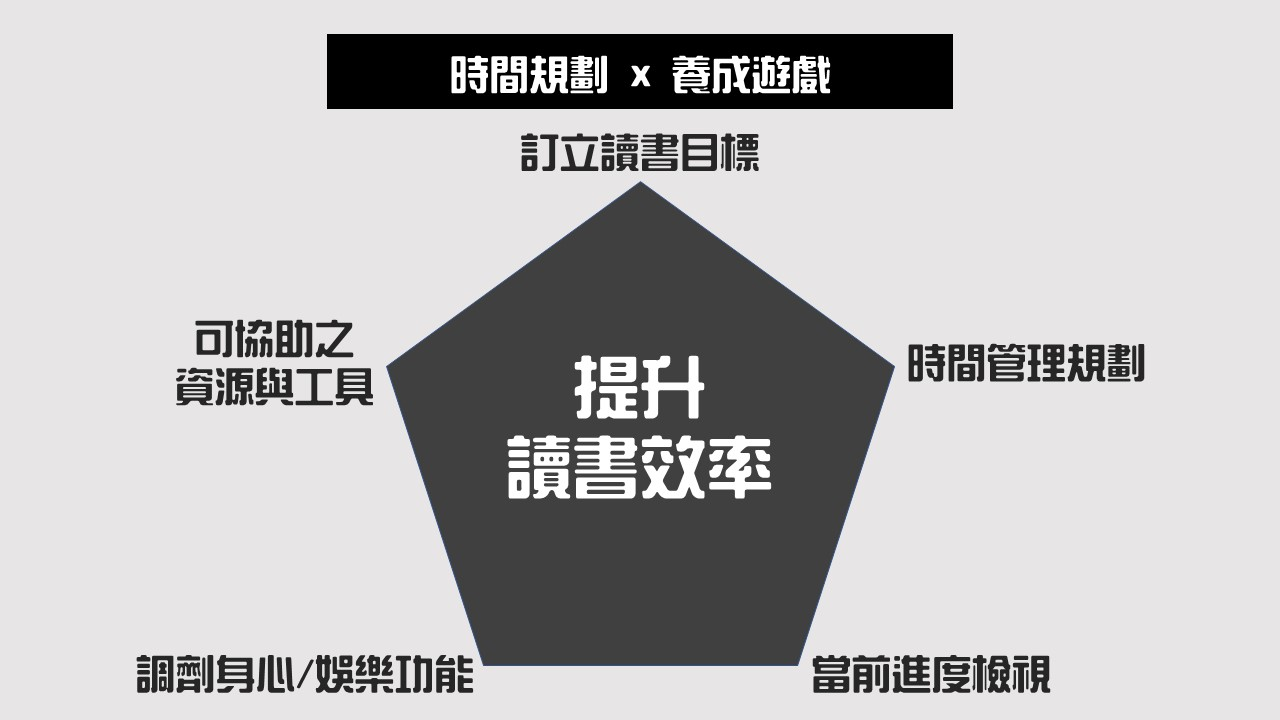 時間規劃 x 養成遊戲
訂立讀書目標
可協助之
資源與工具
時間管理規劃
提升
讀書效率
調劑身心/娛樂功能
當前進度檢視